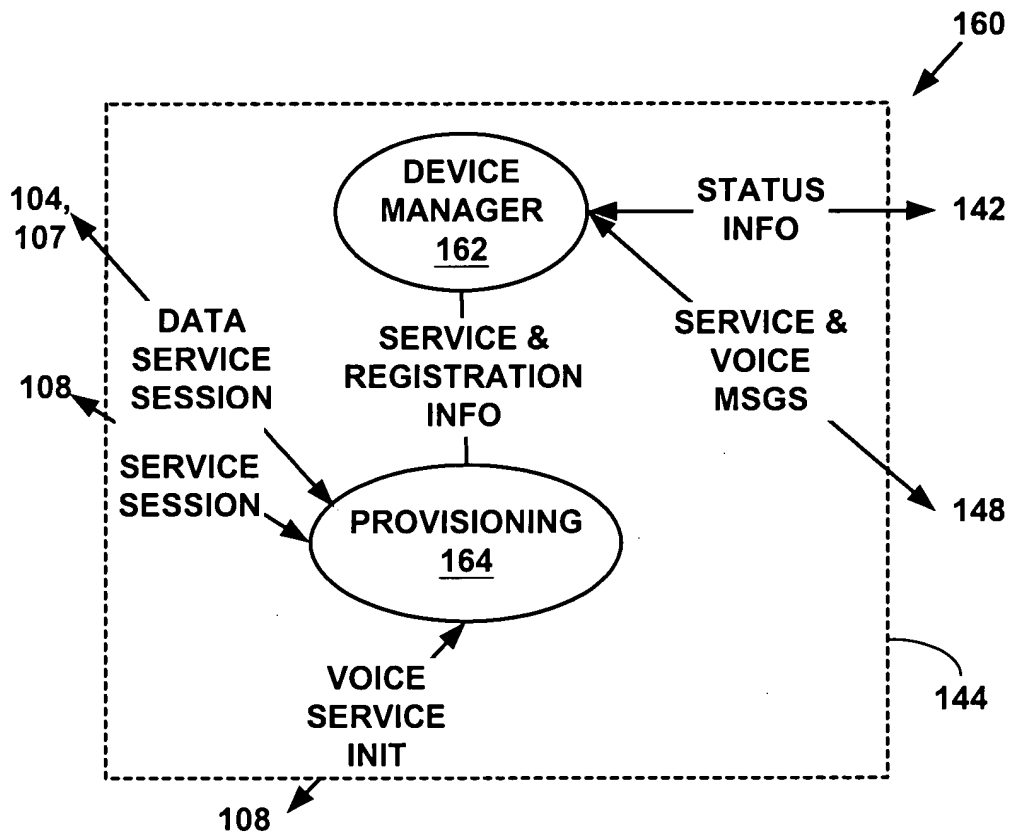 160
DEVICE
MANAGER
162
STATUS
INFO
142
104,
107
DATA
SERVICE
SESSION
SERVICE &
REGISTRATION
INFO
SERVICE &
VOICE
MSGS
108
SERVICE
SESSION
PROVISIONING
164
148
VOICE
SERVICE
INIT
144
108